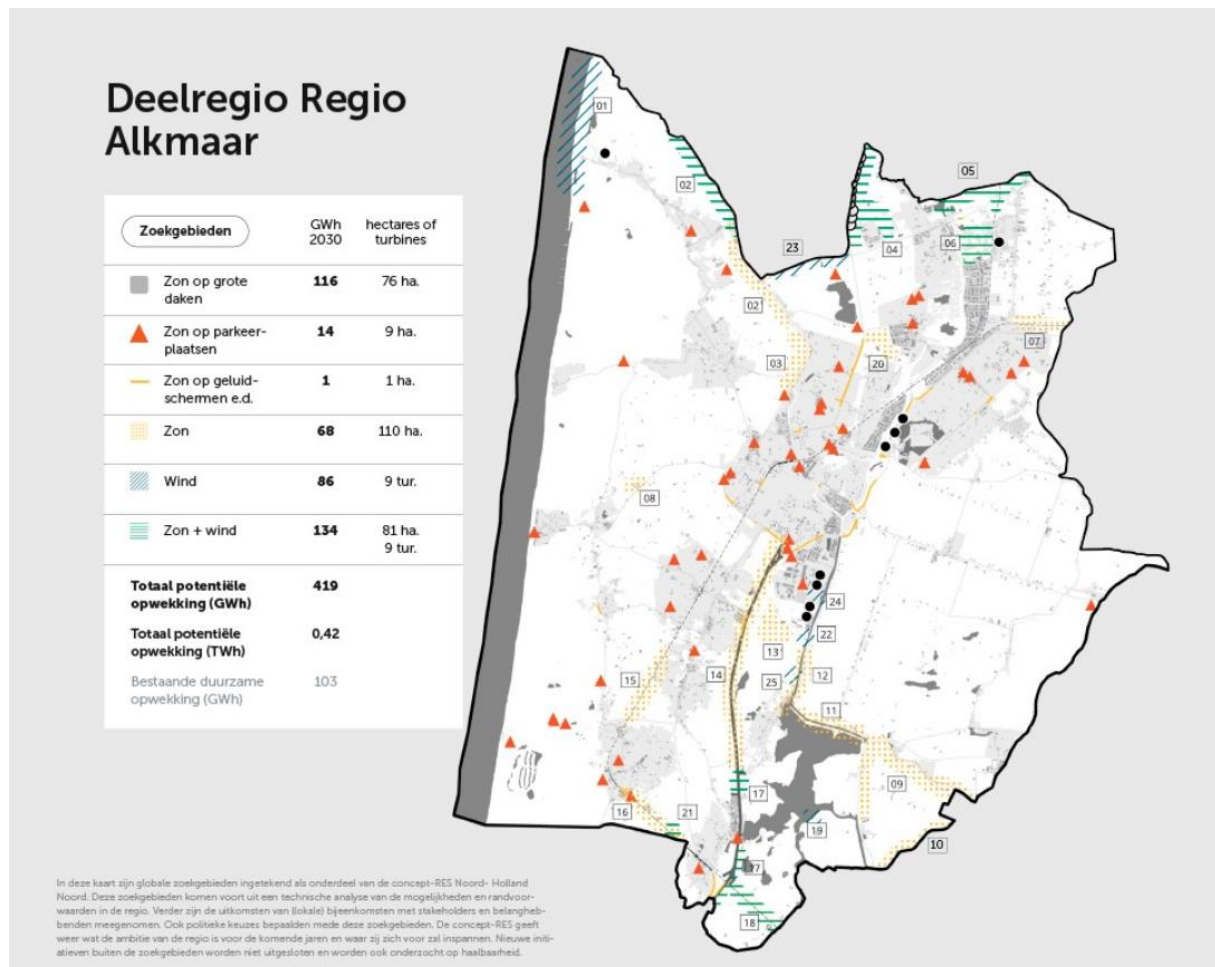 Deelregio Regio
Alkmaar
Zoekgebieden
GWh
2030
hectares of
turbines
Zon op grote
daken
116
76 ha.
Zon op parkeer-
plaatsen
14
9 ha.
Zon op geluid-
schermen e.d.
1
1 ha.
Zon
68
110 ha.
Wind
86
9 tur.
Zon + wind
134
81 ha.
9 tur.
Totaal potentiële
opwekking (GWh)
419
Totaal potentiële
opwekking (TWh)
0,42
Bestaande duurzame
opwekking (GWh)
103
01
02
05
04
06
23
02
07
03
20
08
24
22
13
12
15
14
25
11
09
17
16
21
19
10
17
18
In deze kaart zijn globale zoekgebieden ingetekend als onderdeel van de concept-RES Noord- Holland
Noord. Deze zoekgebieden komen voort uit een technische analyse van de mogelijkheden en randvoor-
waarden in de regio. Verder zijn de uitkomsten van (lokale) bijeenkomsten met stakeholders en belangheb-
benden meegenomen. Ook politieke keuzes bepaalden mede deze zoekgebieden. De concept-RES geeft
weer wat de ambitie van de regio is voor de komende jaren en waar zij zich voor zal inspannen. Nieuwe initi-
atieven buiten de zoekgebieden worden niet uitgesloten en worden ook onderzocht op haalbaarheid.